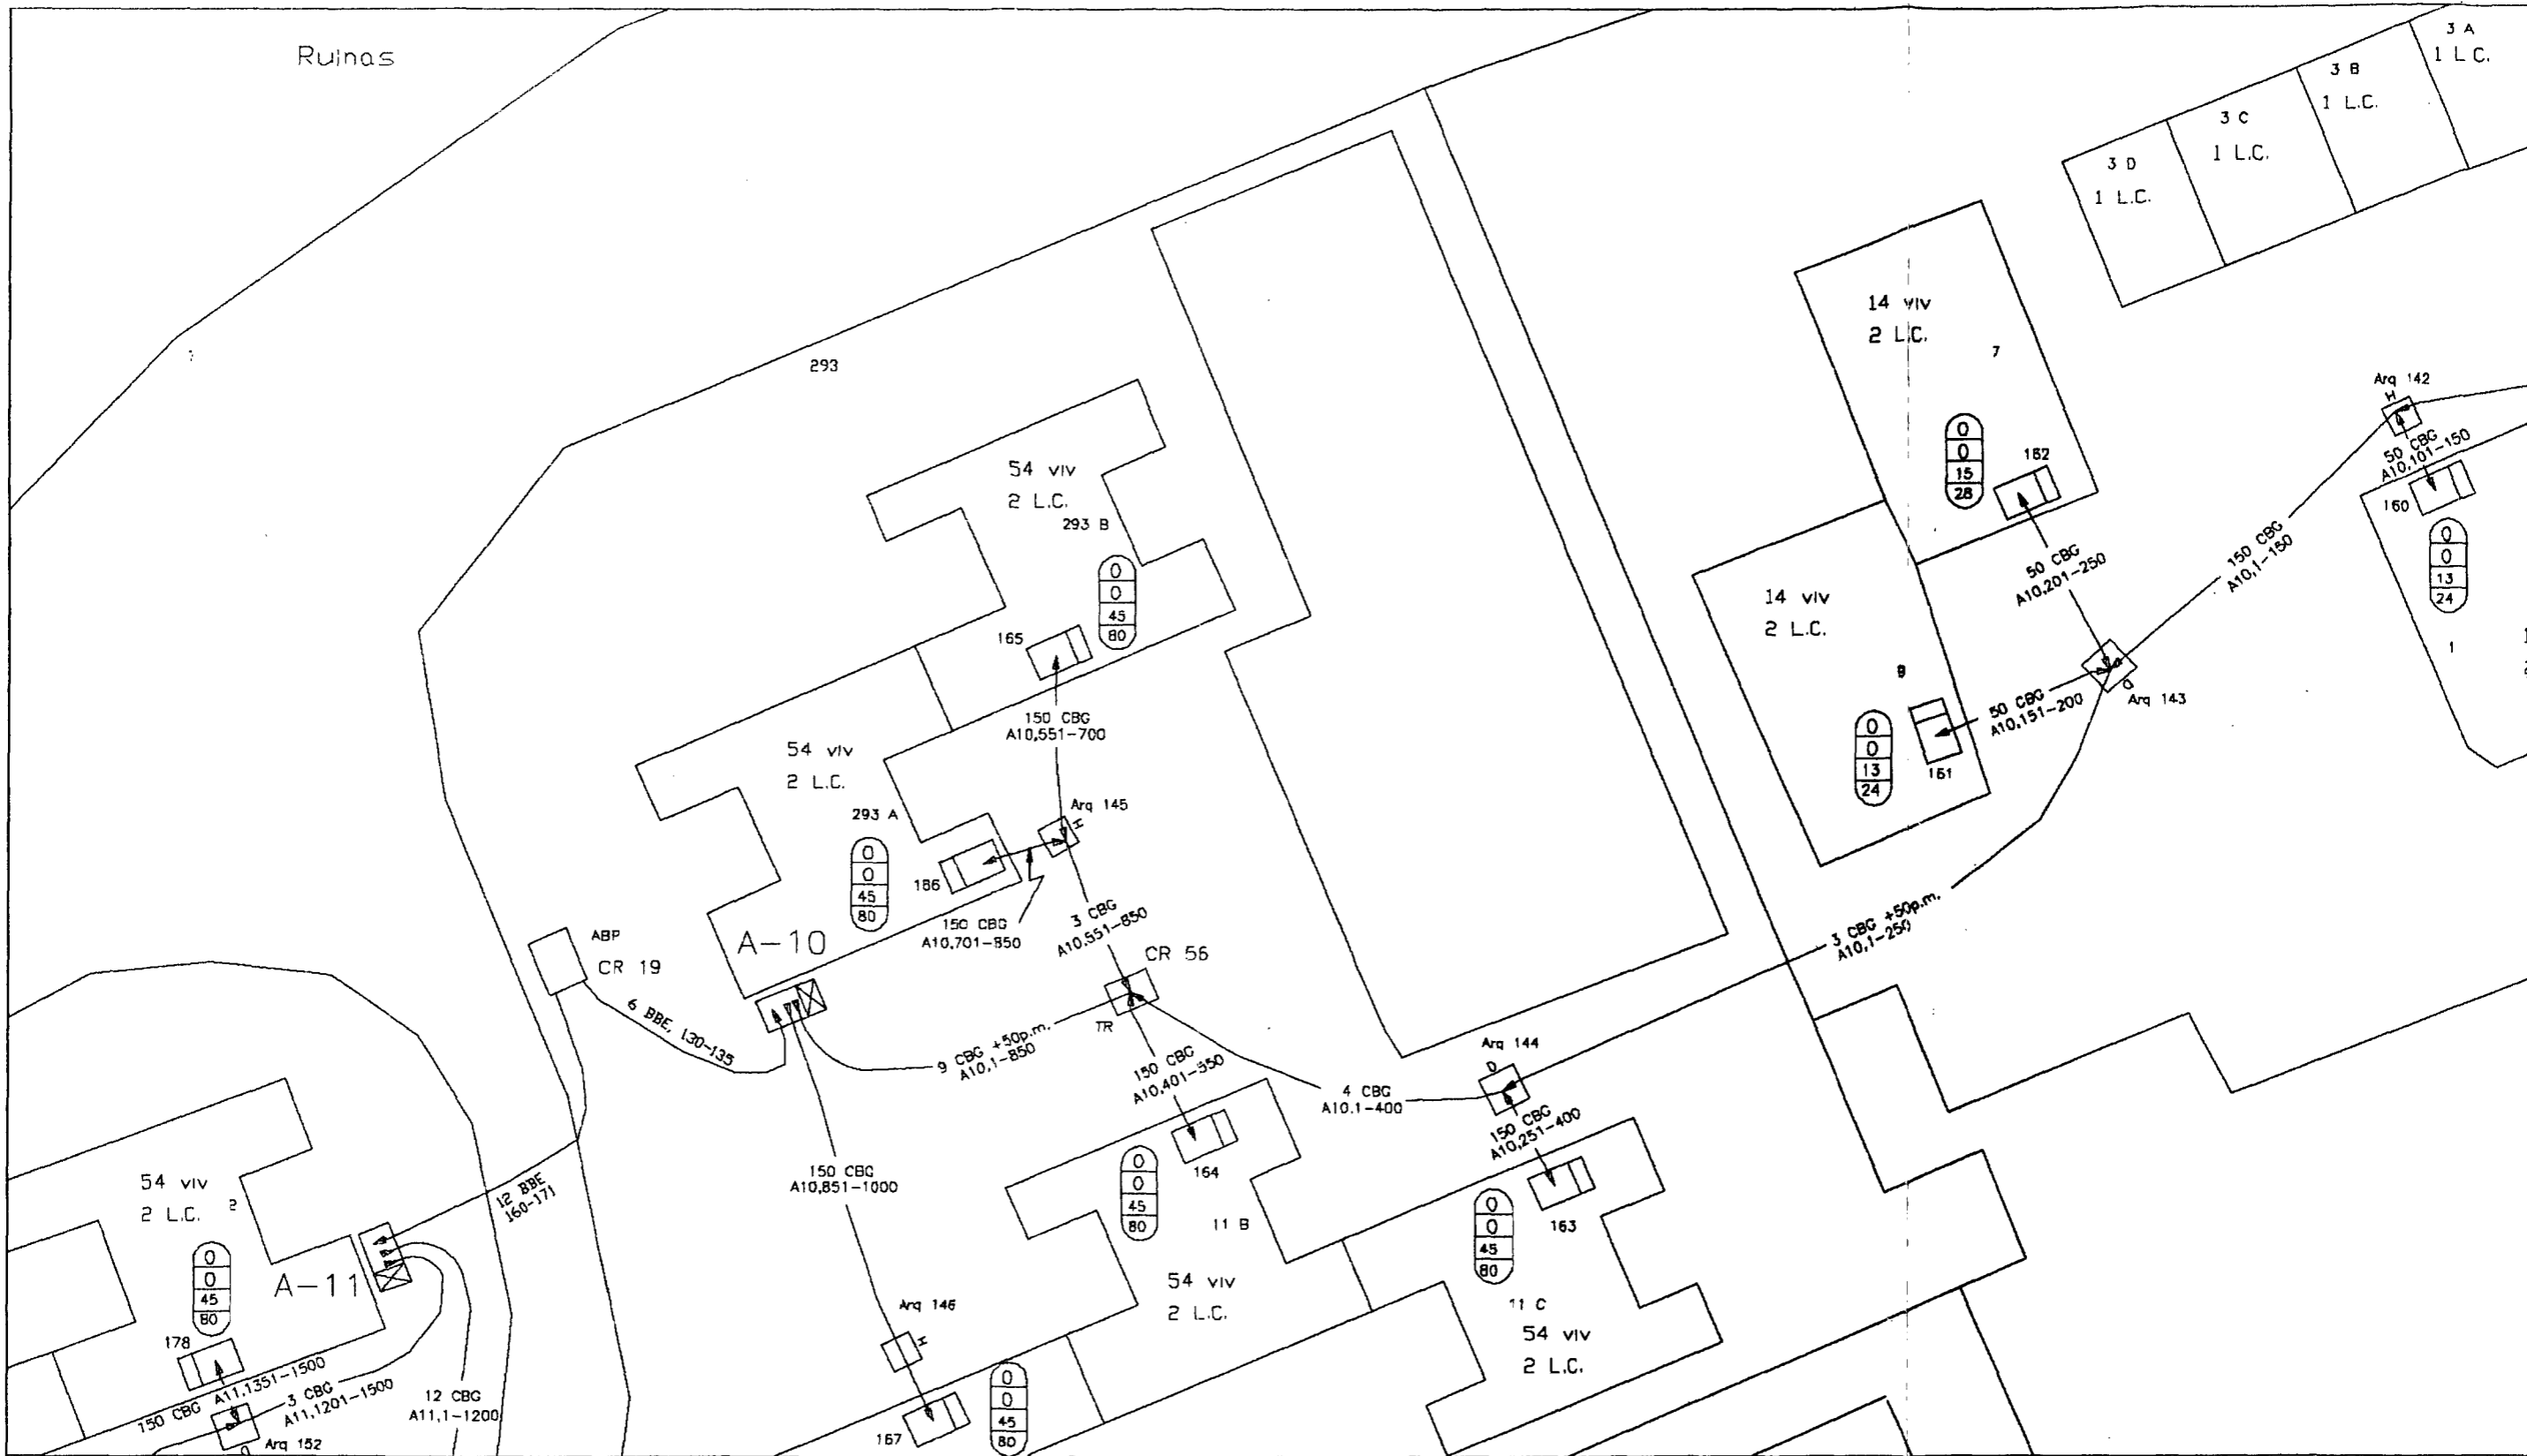 Ruinas
3 A
1 L C.
3 B
1 L.C.
3 C
1 L.C.
3 D
1 L.C.
14 viv
2 L.C.
7
293
Arq 142
H
50 CBG
A10,101-150
160
0
0
13
24
1
0
0
15
28
162
54 viv
2 L.C.
293 B
0
0
45
80
165
50 CBG
A10,201-250
150 CBG
A10,1-150
14 viv
2 L.C.
8
0
0
13
24
161
50 CBG
A10,151-200
Arq 143
150 CBG
A10,551-700
54 viv
2 L.C.
293 A
0
0
45
80
Arq 145
H
186
150 CBG
A10,701-850
3 CBG
A10,551-850
A-10
ABP
CR 19
6 BBE, 130-135
CR 56
TR
9 CBG +50p.m.
A10,1-850
3 CBG +50p.m.
A10,1-250
150 CBG
A10,401-550
4 CBG
A10.1-400
Arq 144
D
150 CBG
A10,251-400
164
0
0
45
80
11 B
54 viv
2 L.C.
163
0
0
45
80
11 C
54 viv
2 L.C.
150 CBG
A10,851-1000
12 BBE
160-171
54 viv
2 L.C.
2
0
0
45
80
A-11
178
150 CBG
A11,1351-1500
3 CBG
A11,1201-1500
12 CBG
A11,1-1200
Arq 152
Arq 146
H
167
0
0
45
80